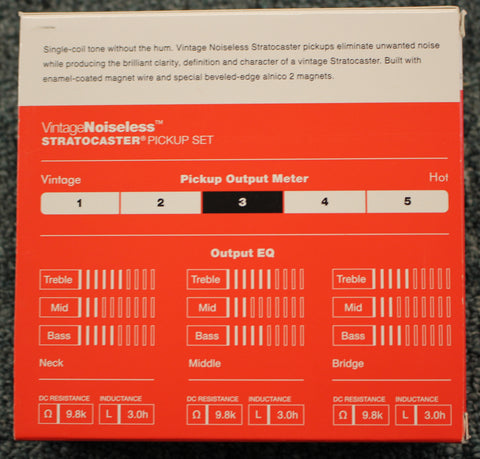 Single-coil tone without the hum. Vintage Noiseless Stratocaster pickups eliminate unwanted noise
while producing the brilliant clarity, definition and character of a vintage Stratocaster. Built with
enamel-coated magnet wire and special beveled-edge alnico 2 magnets.
VintageNoiseless™
STRATOCASTER® PICKUP SET
Vintage Pickup Output Meter Hot
1 2 3 4 5
Output EQ
Treble Treble Treble
Mid Mid Mid
Bass Bass Bass
Neck Middle Bridge
DC RESISTANCE INDUCTANCE DC RESISTANCE INDUCTANCE DC RESISTANCE INDUCTANCE
Ω 9.8k L 3.0h Ω 9.8k L 3.0h Ω 9.8k L 3.0h